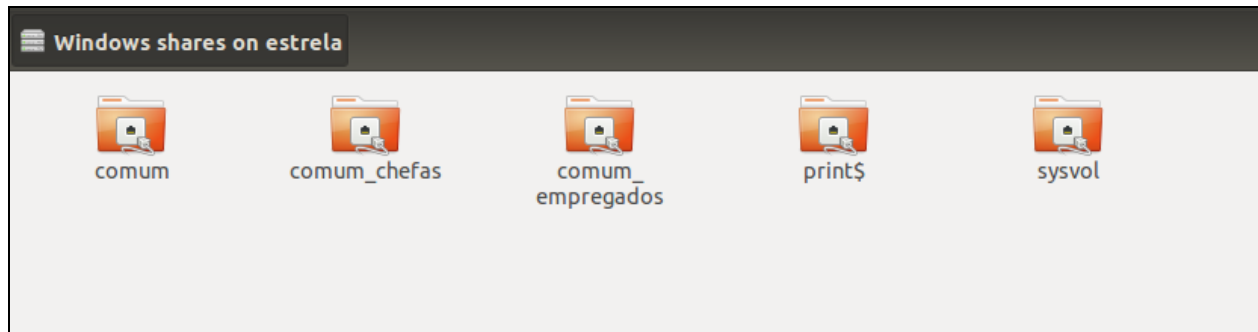 Windows shares on estrela
comum
comum_chefas
comum_
empregados
print$
sysvol